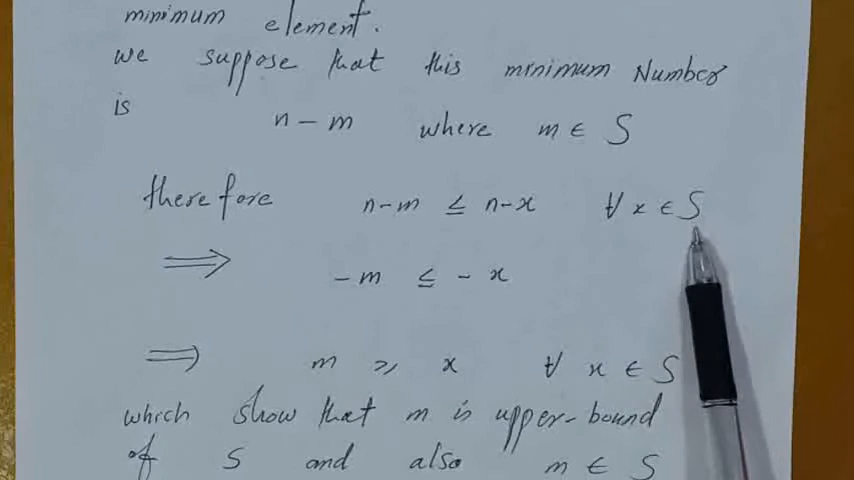 minimum element.
we suppose that this minimum Number
is n - m where m ∈ S
therefore n-m ≤ n-x ∀ x ∈ S
⟹ -m ≤ - x
⟹ m ⩾ x ∀ x ∈ S
which show that m is upper-bound
of S and also m ∈ S